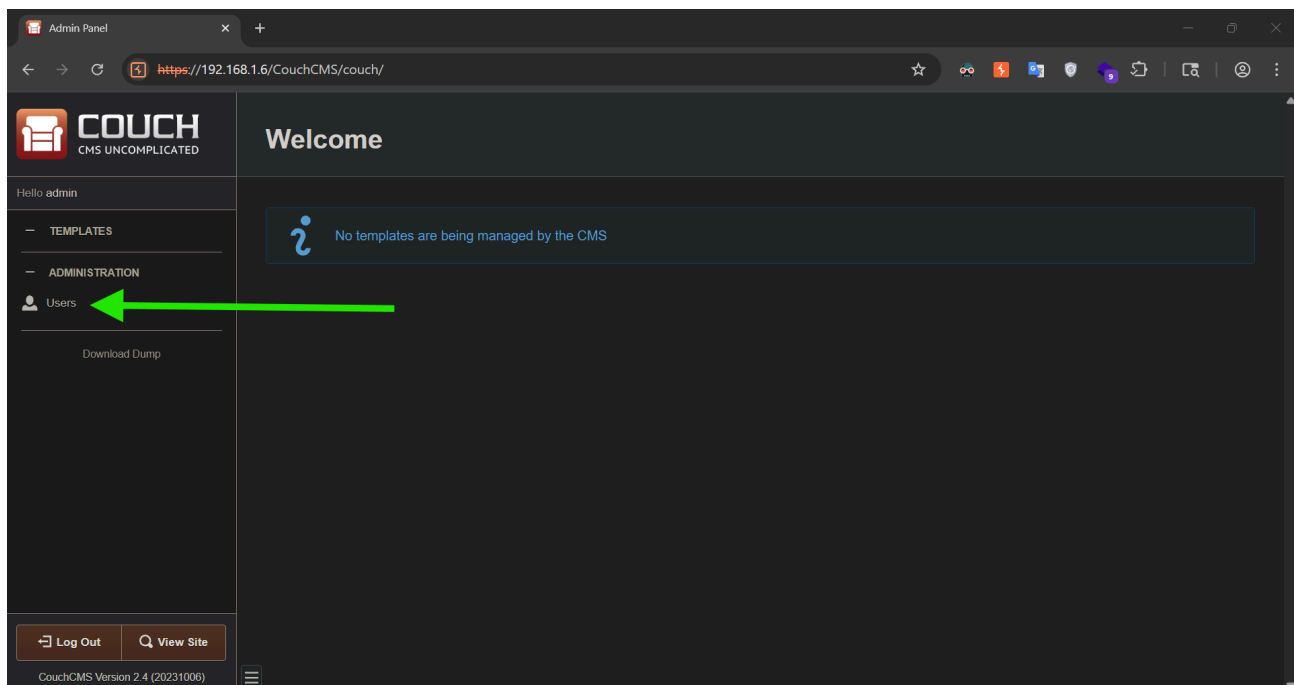 Admin Panel
https://192.168.1.6/CouchCMS/couch/
9
COUCH
CMS UNCOMPLICATED
Welcome
Hello admin
TEMPLATES
No templates are being managed by the CMS
ADMINISTRATION
Users
Download Dump
Log Out
View Site
CouchCMS Version 2.4 (20231006)